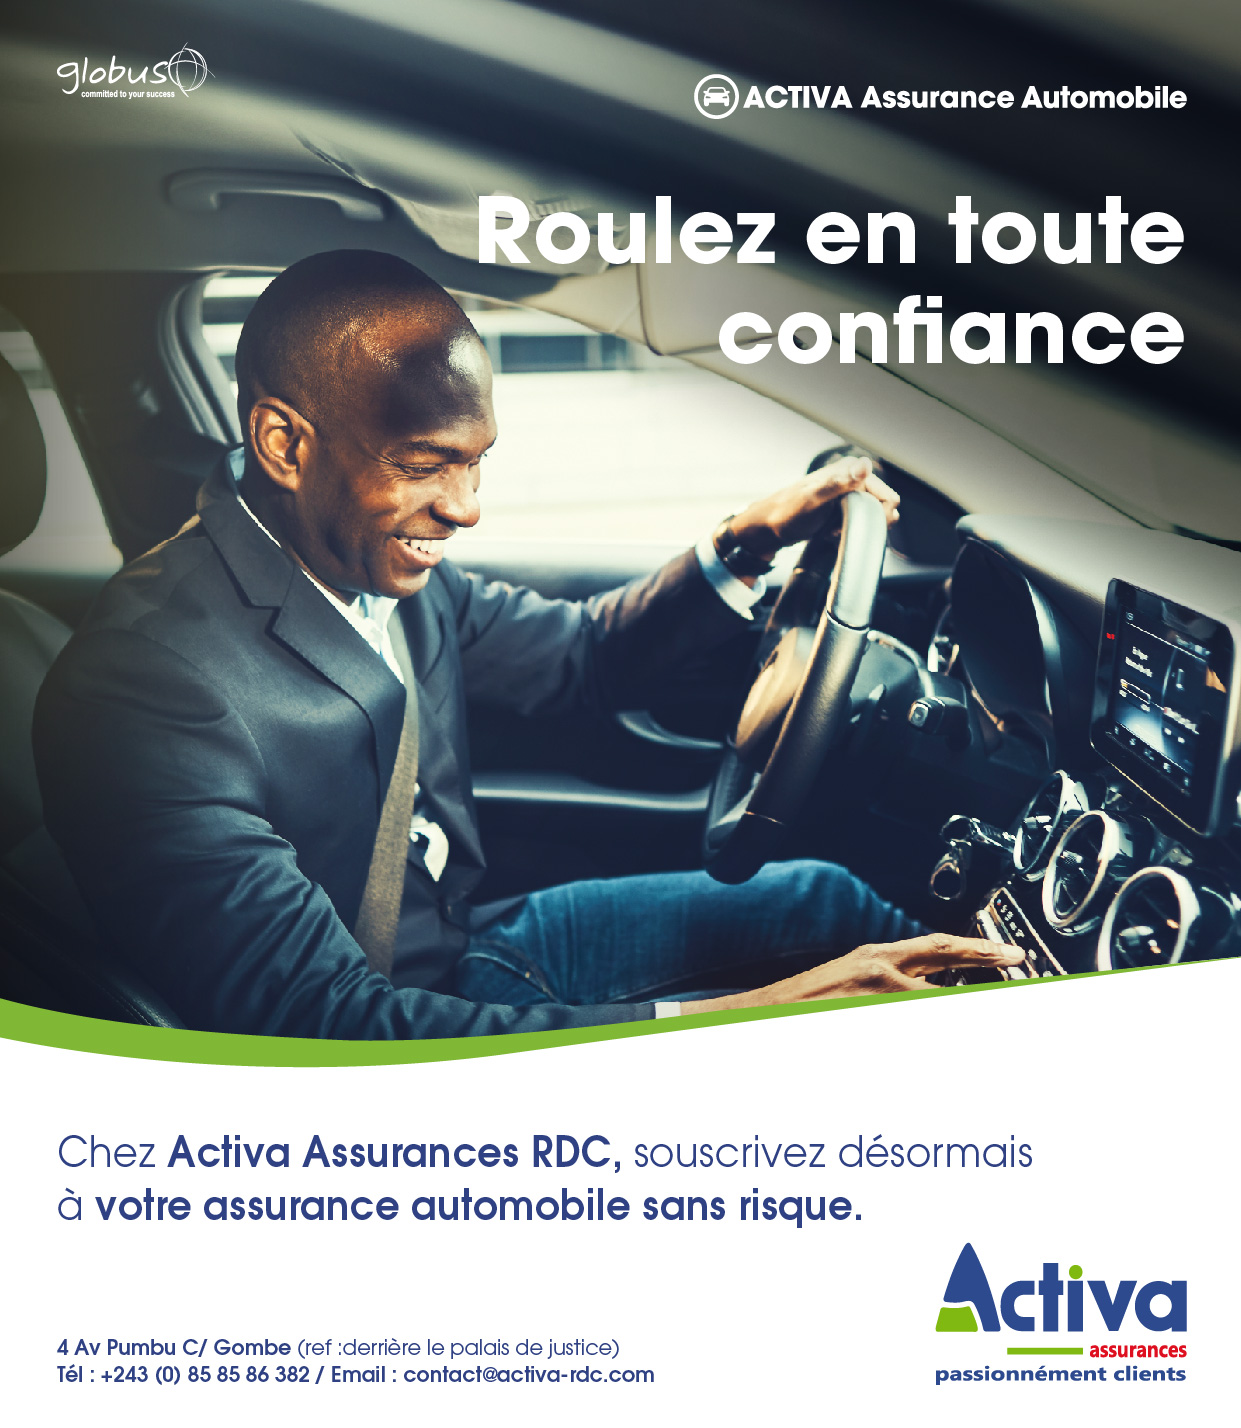 globus
committed to your success
ACTIVA Assurance Automobile
Roulez en toute
confiance
Chez Activa Assurances RDC, souscrivez désormais
à votre assurance automobile sans risque.
4 Av Pumbu C/ Gombe (ref :derrière le palais de justice)
Tél : +243 (0) 85 85 86 382 / Email : contact@activa-rdc.com
Activa
assurances
passionnément clients